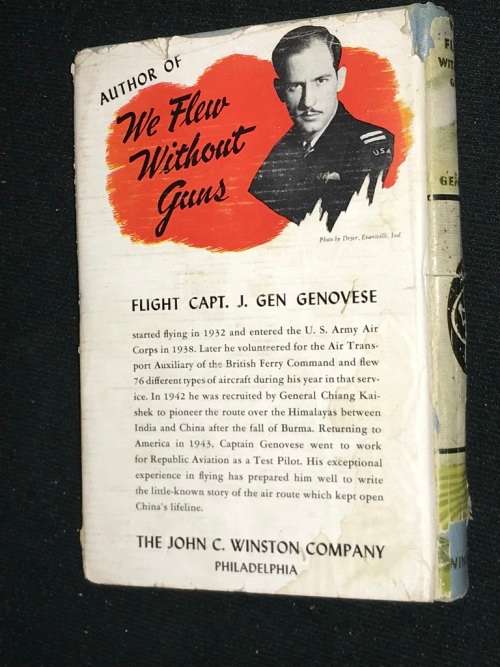 AUTHOR OF
We Flew
Without
Guns
USA
Photo by Dryer, Evansville, Ind.
FLIGHT CAPT. J. GEN GENOVESE
started flying in 1932 and entered the U. S. Army Air
Corps in 1938. Later he volunteered for the Air Trans-
port Auxiliary of the British Ferry Command and flew
76 different types of aircraft during his year in that serv-
ice. In 1942 he was recruited by General Chiang Kai-
shek to pioneer the route over the Himalayas between
India and China after the fall of Burma. Returning to
America in 1943, Captain Genovese went to work
for Republic Aviation as a Test Pilot. His exceptional
experience in flying has prepared him well to write
the little-known story of the air route which kept open
China's lifeline.
THE JOHN C. WINSTON COMPANY
PHILADELPHIA